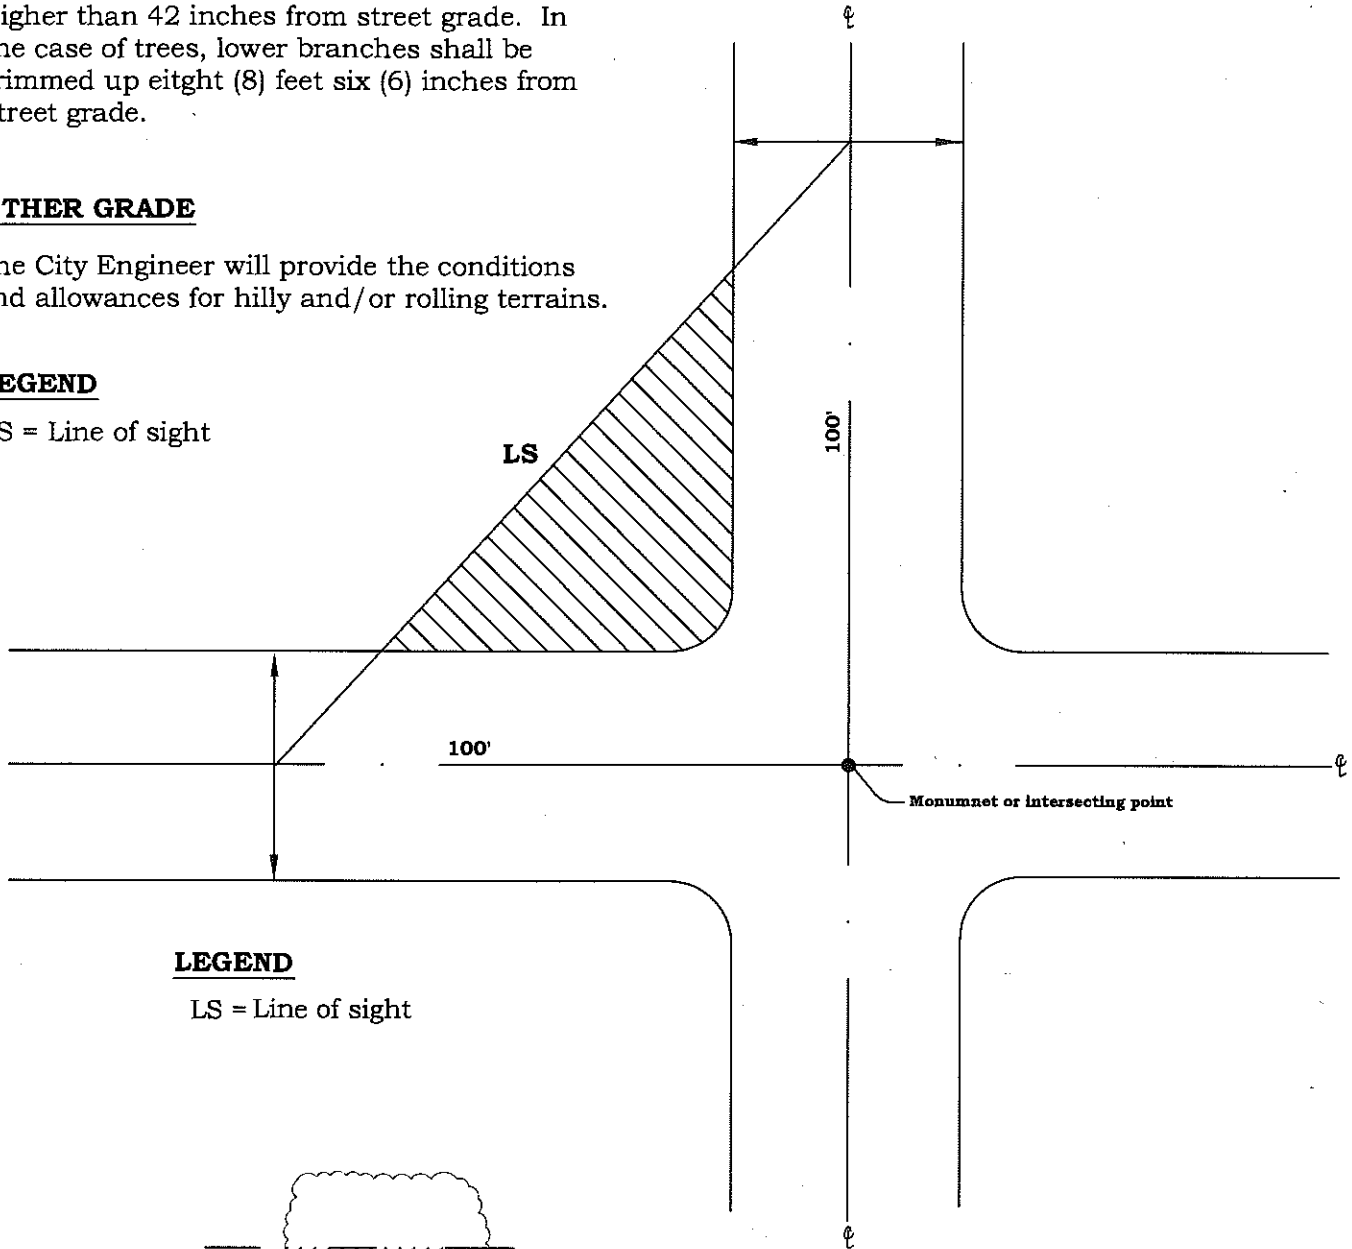 igher than 42 inches from street grade. In
he case of trees, lower branches shall be
rimmed up eitght (8) feet six (6) inches from
treet grade.
THER GRADE
he City Engineer will provide the conditions
nd allowances for hilly and/or rolling terrains.
EGEND
S = Line of sight
LS
100'
100'
℄
℄
Monumnet or intersecting point
LEGEND
LS = Line of sight
℄